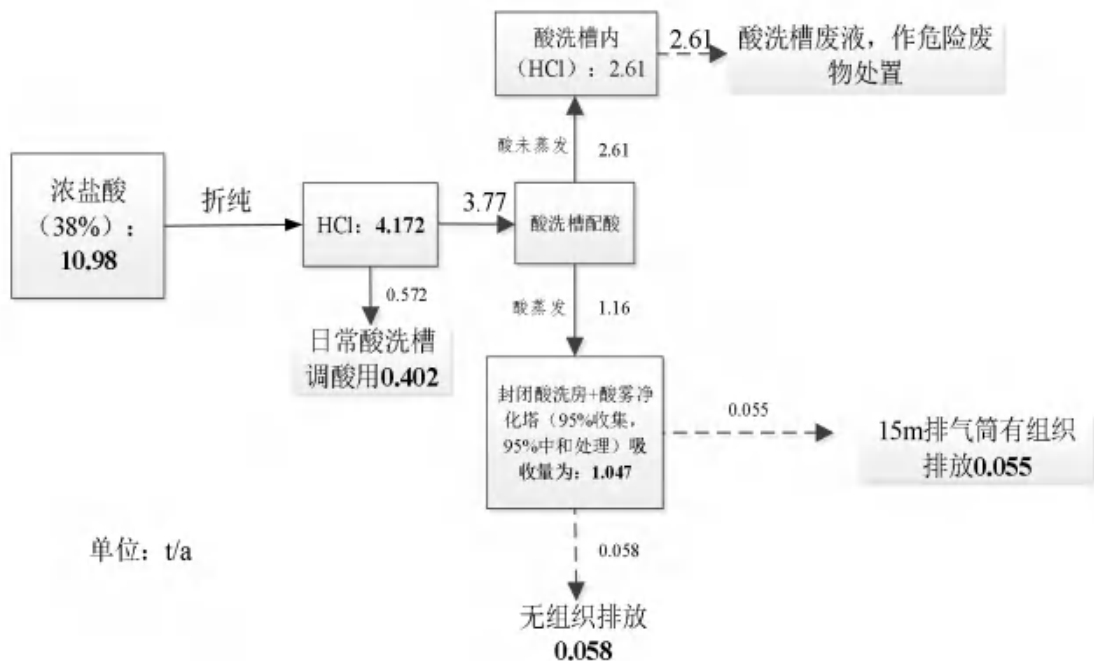 酸洗槽内
（HCl）：2.61
2.61
酸洗槽废液，作危险废
物处置
酸未蒸发
2.61
浓盐酸
（38%）：
10.98
折纯
HCl：4.172
3.77
酸洗槽配酸
0.572
日常酸洗槽
调酸用0.402
酸蒸发
1.16
封闭酸洗房+酸雾净
化塔（95%收集，
95%中和处理）吸
收量为：1.047
0.055
15m排气筒有组织
排放0.055
0.058
无组织排放
0.058
单位：t/a